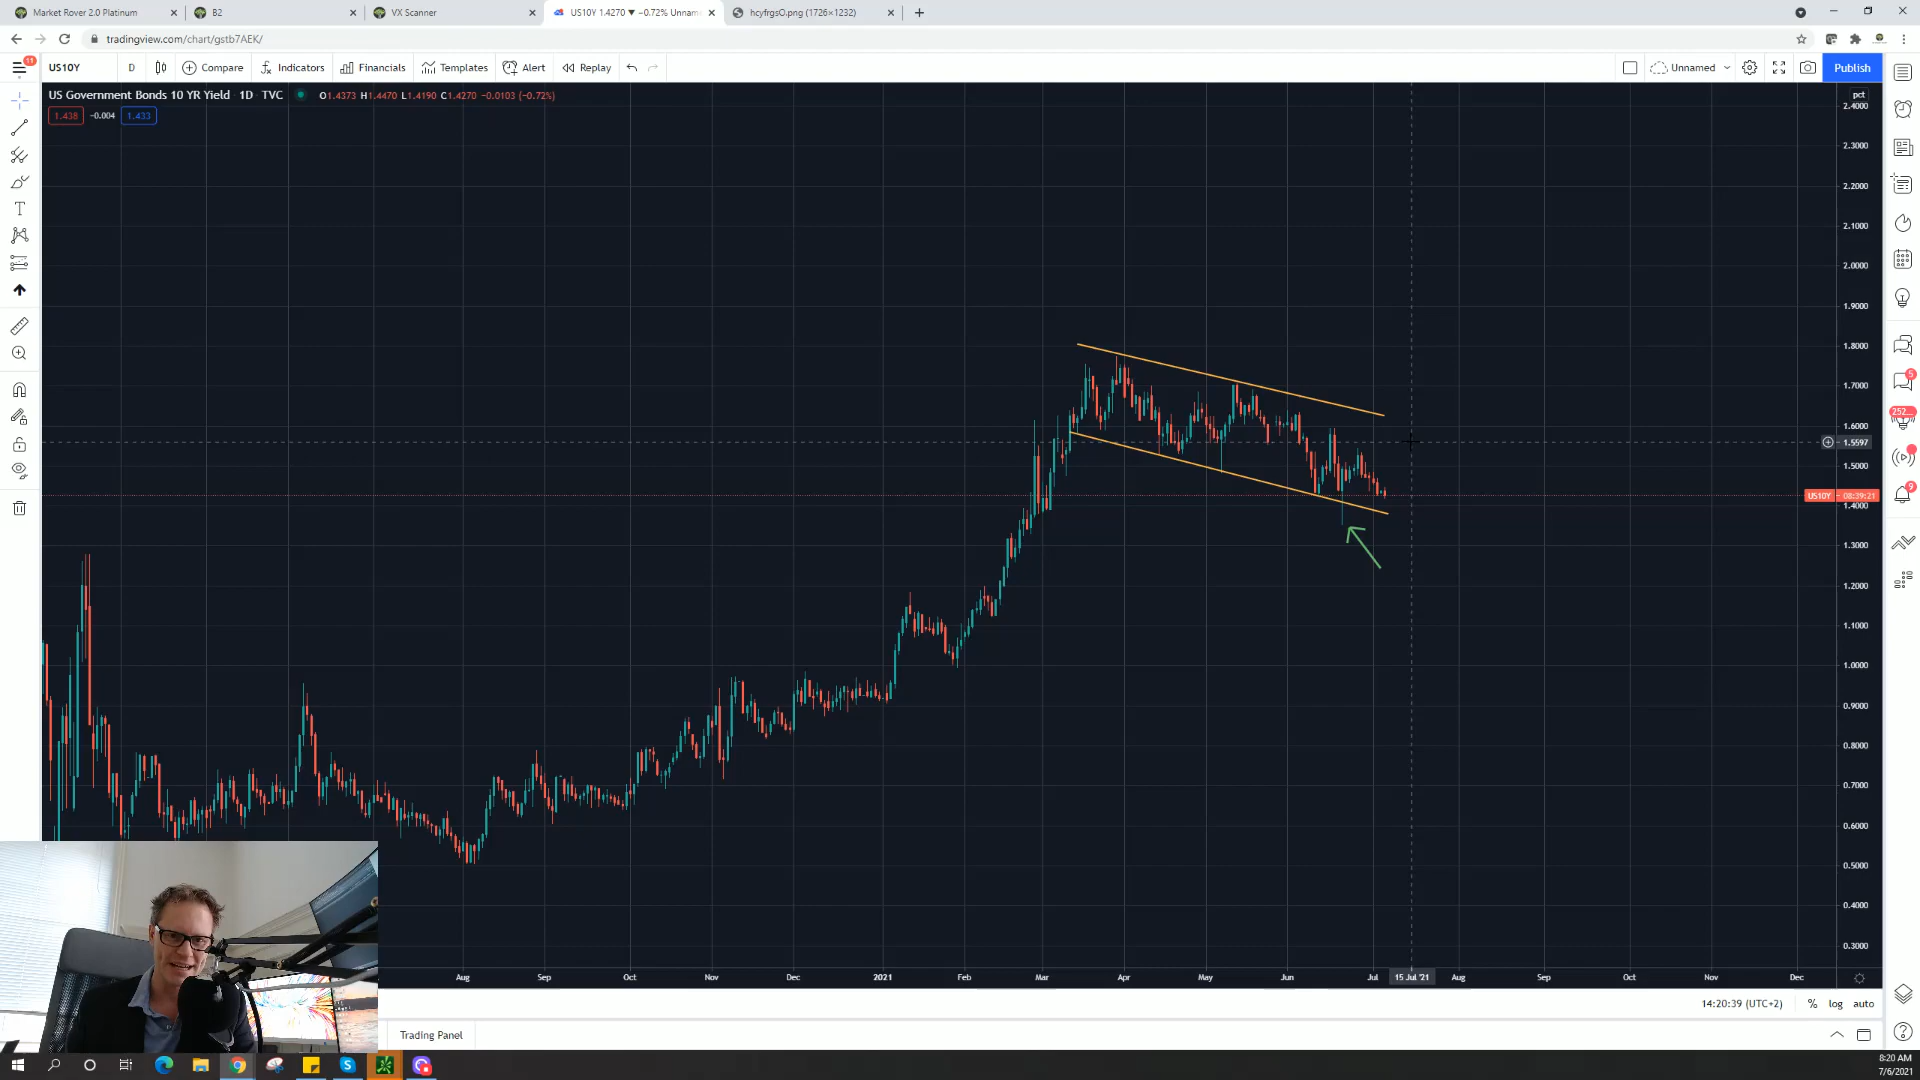 Market Rover 2.0 Platinum
B2
VX Scanner
US10Y 1.4270 ▼ −0.72% Unnam
hcyfrgsO.png (1726×1232)
tradingview.com/chart/gstb7AEK/
11
US10Y
D
Compare
Indicators
Financials
Templates
Alert
Replay
Unnamed
Publish
US Government Bonds 10 YR Yield 1D TVC
O1.4373 H1.4470 L1.4190 C1.4270 −0.0103 (−0.72%)
1.438
-0.004
1.433
pct
2.4000
2.3000
2.2000
2.1000
2.0000
1.9000
1.8000
1.7000
1.6000
1.5597
1.5000
US10Y
08:39:21
1.4000
1.3000
1.2000
1.1000
1.0000
0.9000
0.8000
0.7000
0.6000
0.5000
0.4000
0.3000
5
252
9
Aug
Sep
Oct
Nov
Dec
2021
Feb
Mar
Apr
May
Jun
Jul
15 Jul '21
Aug
Sep
Oct
Nov
Dec
14:20:39 (UTC+2)
%
log
auto
Trading Panel
8:20 AM
7/6/2021